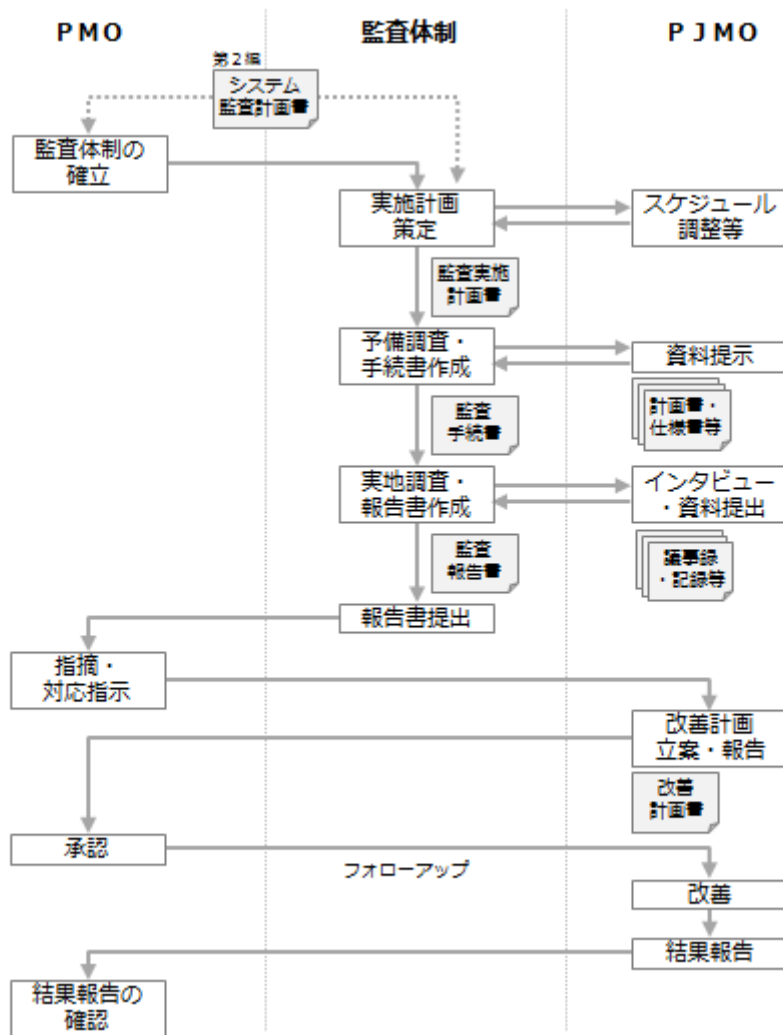 PMO
監査体制
PJMO
第2編
システム
監査計画書
監査体制の
確立
実施計画
策定
スケジュール
調整等
監査実施
計画書
予備調査・
手続書作成
資料提示
計画書・
仕様書等
監査
手続書
実地調査・
報告書作成
インタビュー
・資料提出
監査
報告書
議事録
・記録等
報告書提出
指摘・
対応指示
改善計画
立案・報告
改善
計画書
承認
フォローアップ
改善
結果報告
結果報告の
確認